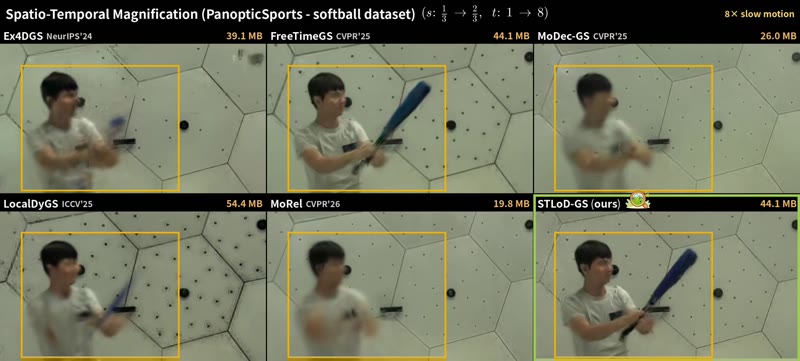 Spatio-Temporal Magnification (PanopticSports - softball dataset) (s: 1/3 → 2/3, t: 1 → 8)
8× slow motion
Ex4DGS NeurIPS'24 39.1 MB
FreeTimeGS CVPR'25 44.1 MB
MoDec-GS CVPR'25 26.0 MB
LocalDyGS ICCV'25 54.4 MB
MoRel CVPR'26 19.8 MB
STLoD-GS (ours) 44.1 MB